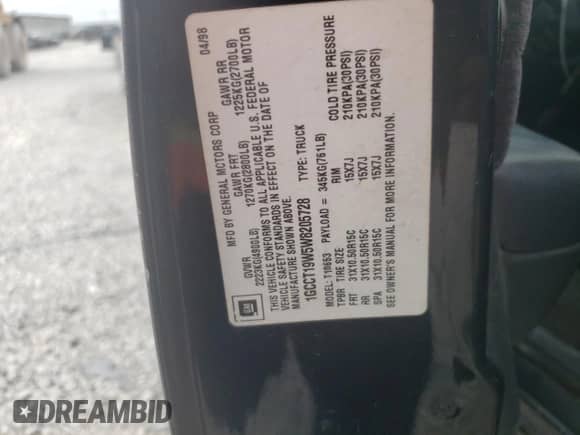 MFD BY GENERAL MOTORS CORP 04/98
GVWR GAWR FRT GAWR RR
2223KG(4900LB) 1270KG(2800LB) 1225KG(2700LB)
THIS VEHICLE CONFORMS TO ALL APPLICABLE U.S. FEDERAL MOTOR
VEHICLE SAFETY STANDARDS IN EFFECT ON THE DATE OF
MANUFACTURE SHOWN ABOVE.
1GCCT19W5W8205728 TYPE: TRUCK
MODEL: T10653 PAYLOAD = 345KG(761LB)
TPBR TIRE SIZE RIM COLD TIRE PRESSURE
FRT 31X10.50R15C 15X7J 210KPA(30PSI)
RR 31X10.50R15C 15X7J 210KPA(30PSI)
SPA 31X10.50R15C 15X7J 210KPA(30PSI)
SEE OWNER'S MANUAL FOR MORE INFORMATION.
GM
DREAMBID